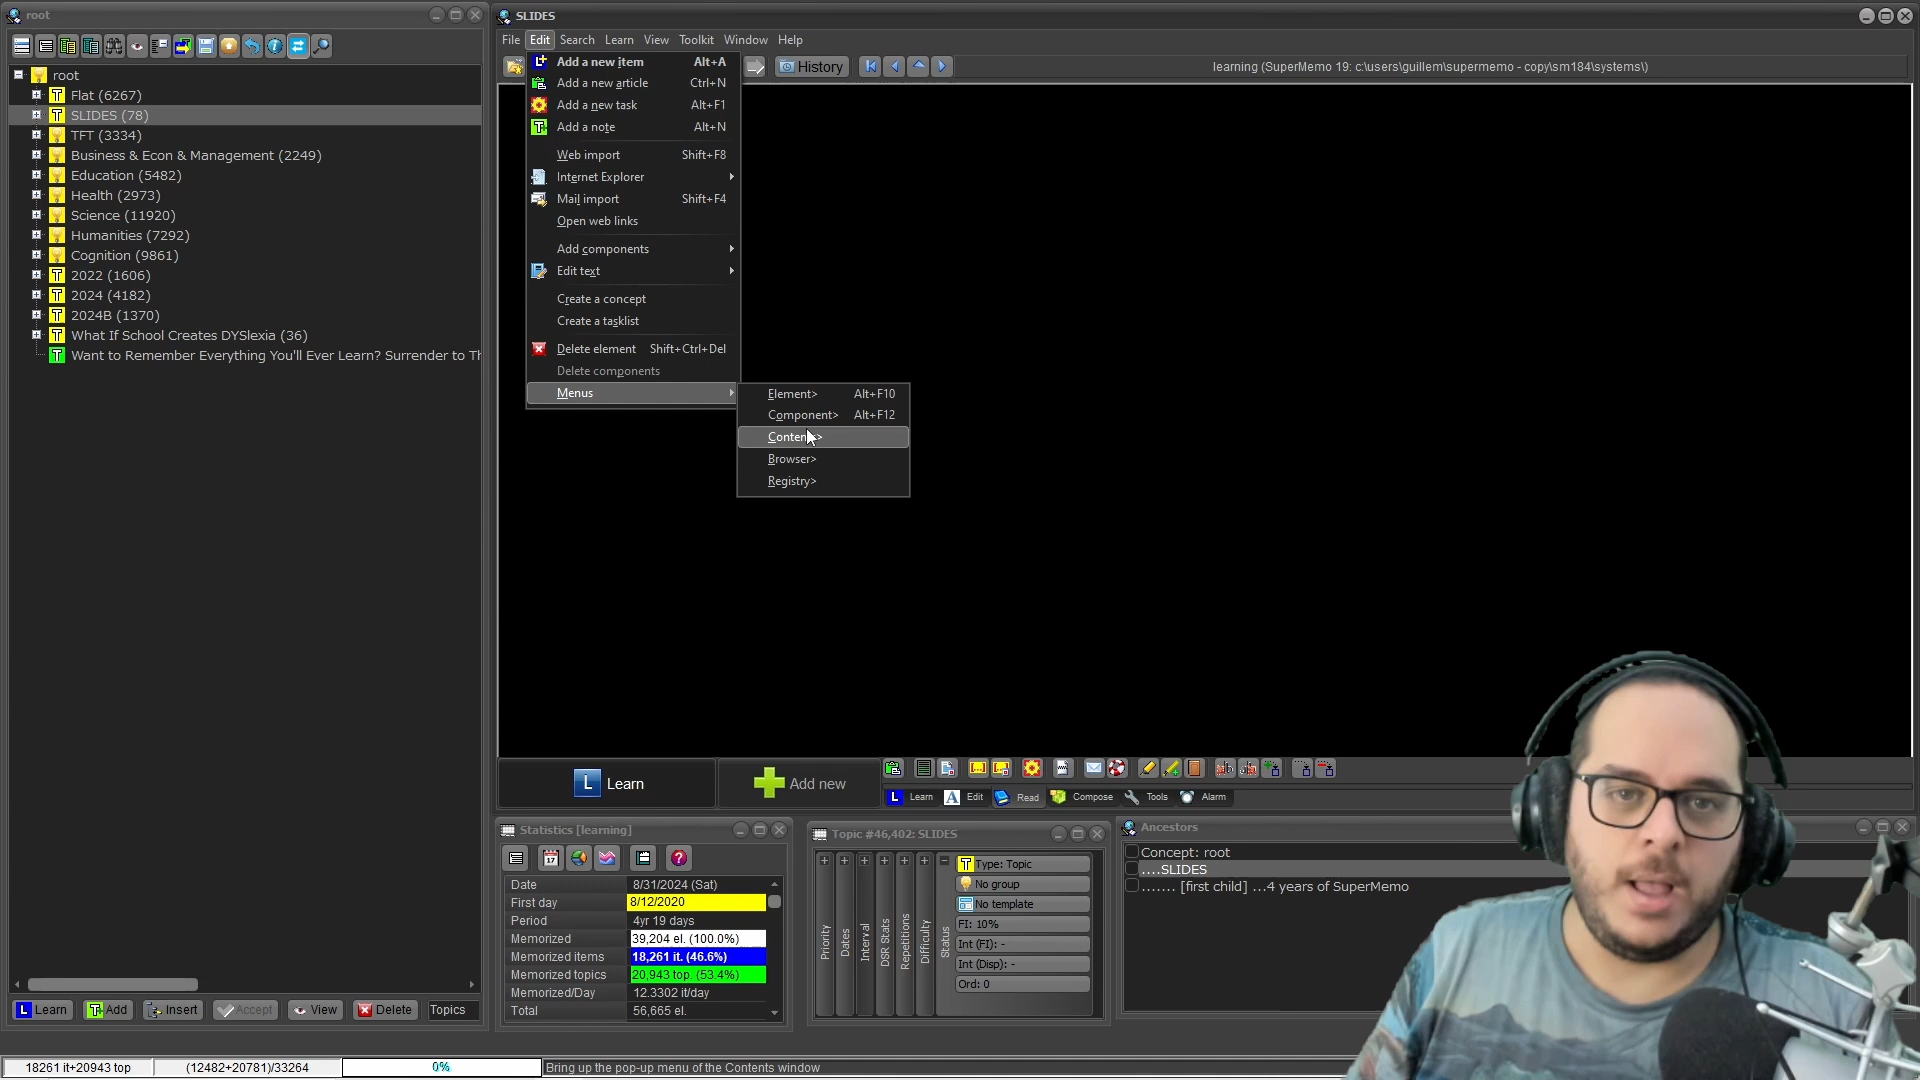 root
root
Flat (6267)
SLIDES (78)
TFT (3334)
Business & Econ & Management (2249)
Education (5482)
Health (2973)
Science (11920)
Humanities (7292)
Cognition (9861)
2022 (1606)
2024 (4182)
2024B (1370)
What If School Creates DYSlexia (36)
Want to Remember Everything You'll Ever Learn? Surrender to Th
Learn Add Insert Accept View Delete Topics
SLIDES
File Edit Search Learn View Toolkit Window Help
History
learning (SuperMemo 19: c:\users\guillem\supermemo - copy\sm184\systems\)
Add a new item Alt+A
Add a new article Ctrl+N
Add a new task Alt+F1
Add a note Alt+N
Web import Shift+F8
Internet Explorer
Mail import Shift+F4
Open web links
Add components
Edit text
Create a concept
Create a tasklist
Delete element Shift+Ctrl+Del
Delete components
Menus
Element> Alt+F10
Component> Alt+F12
Browser>
Registry>
Learn
Add new
Learn Edit Read Compose Tools Alarm
Statistics [learning]
Date 8/31/2024 (Sat)
First day 8/12/2020
Period 4yr 19 days
Memorized 39,204 el. (100.0%)
Memorized items 18,261 it. (46.6%)
Memorized topics 20,943 top. (53.4%)
Memorized/Day 12.3302 it/day
Total 56,665 el.
Topic #46,402: SLIDES
Priority
Dates
Interval
DSR Stats
Repetitions
Difficulty
Status
Type: Topic
No group
No template
FI: 10%
Int (FI): -
Int (Disp): -
Ord: 0
Ancestors
Concept: root
....SLIDES
....... [first child] ...4 years of SuperMemo
18261 it+20943 top
(12482+20781)/33264
0%
Bring up the pop-up menu of the Contents window